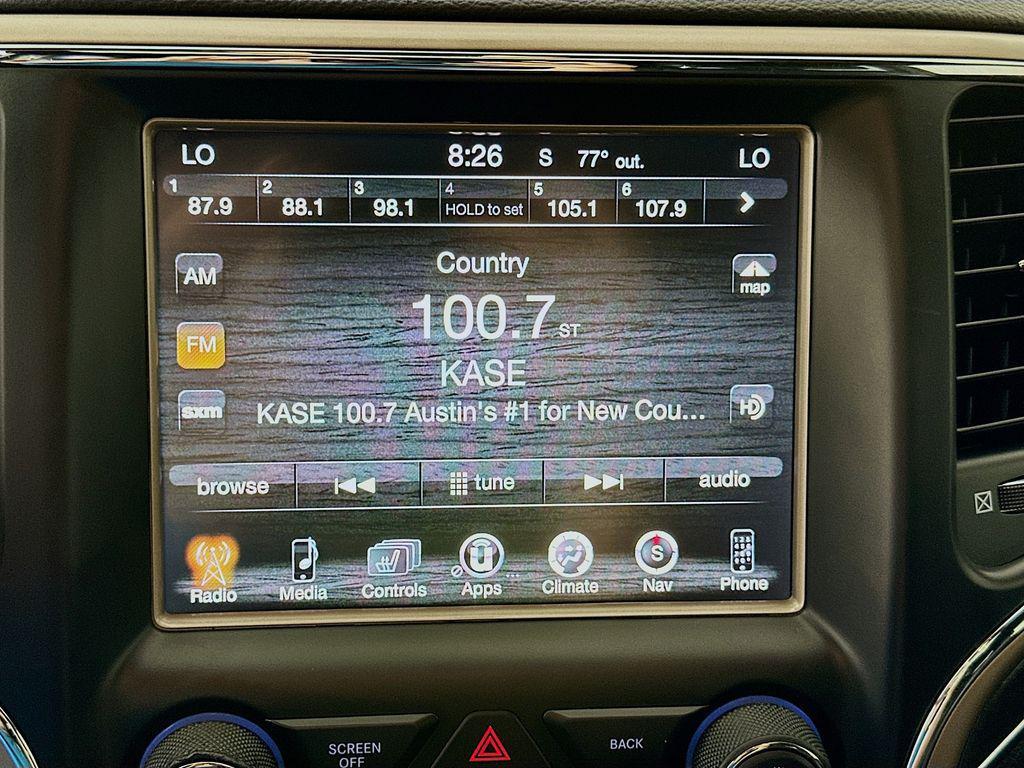 LO 8:26 S 77° out. LO
1 2 3 4 5 6
87.9 88.1 98.1 HOLD to set 105.1 107.9
Country
AM
map
100.7 ST
FM
KASE
sxm KASE 100.7 Austin's #1 for New Cou... HD
browse tune audio
S
Radio Media Controls Apps Climate Nav Phone
SCREEN
OFF
BACK